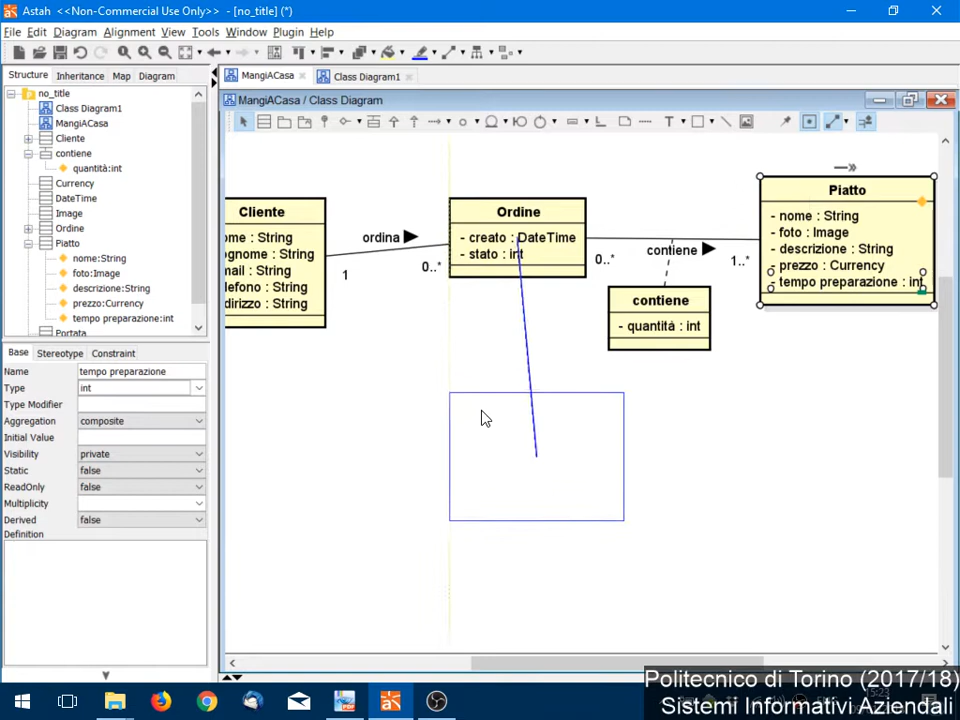 Astah <<Non-Commercial Use Only>> - [no_title] (*)
File Edit Diagram Alignment View Tools Window Plugin Help
Structure Inheritance Map Diagram
MangiACasa
Class Diagram1
no_title
Class Diagram1
MangiACasa
Cliente
contiene
quantità:int
Currency
DateTime
Image
Ordine
Piatto
nome:String
foto:Image
descrizione:String
prezzo:Currency
tempo preparazione:int
Portata
Base Stereotype Constraint
Name tempo preparazione
Type int
Type Modifier
Aggregation composite
Initial Value
Visibility private
Static false
ReadOnly false
Multiplicity
Derived false
Definition
MangiACasa / Class Diagram
Cliente
ome : String
ognome : String
mail : String
lefono : String
dirizzo : String
ordina
1
0..*
Ordine
- creato : DateTime
- stato : int
0..*
contiene
1..*
contiene
- quantità : int
Piatto
- nome : String
- foto : Image
- descrizione : String
- prezzo : Currency
- tempo preparazione : int
Politecnico di Torino (2017/18)
Sistemi Informativi Aziendali
5:23